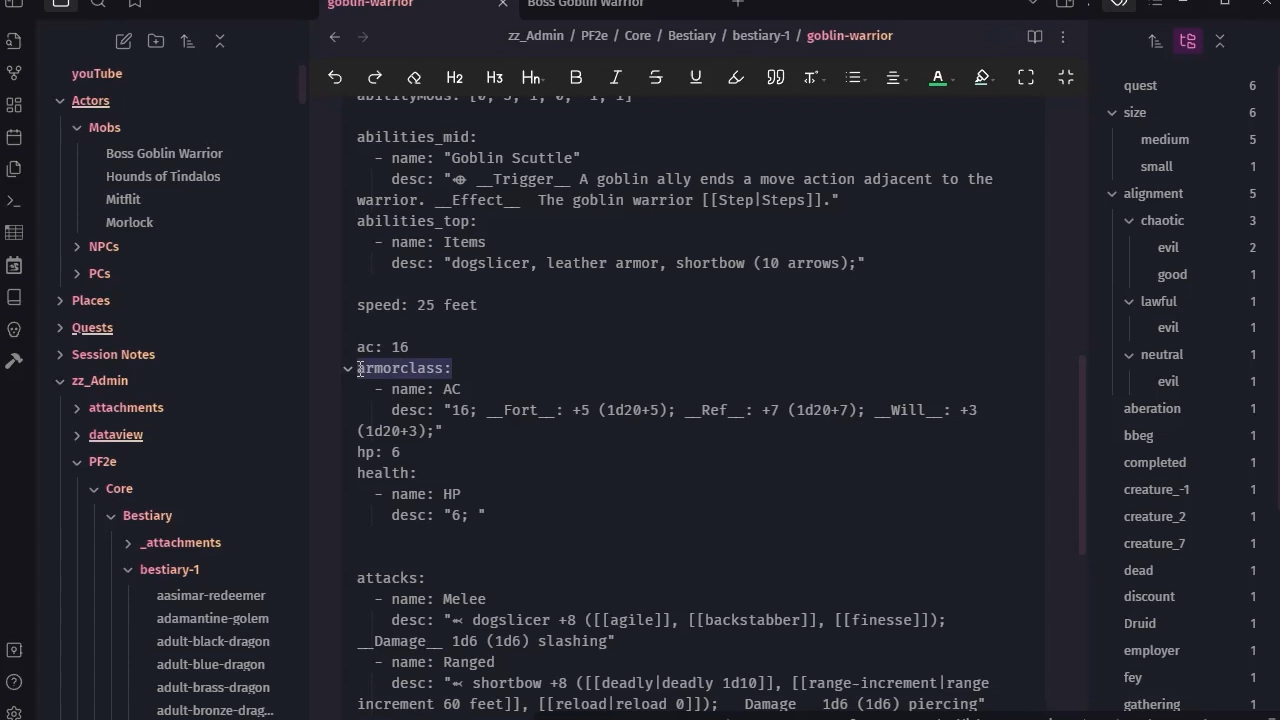 goblin-warrior
Boss Goblin Warrior
zz_Admin / PF2e / Core / Bestiary / bestiary-1 / goblin-warrior
H2 H3 Hn B I S U A
youTube
Actors
Mobs
Boss Goblin Warrior
Hounds of Tindalos
Mitflit
Morlock
NPCs
PCs
Places
Quests
Session Notes
zz_Admin
attachments
dataview
PF2e
Core
Bestiary
_attachments
bestiary-1
aasimar-redeemer
adamantine-golem
adult-black-dragon
adult-blue-dragon
adult-brass-dragon
adult-bronze-drag...
abilities_mid:
- name: "Goblin Scuttle"
desc: " __Trigger__ A goblin ally ends a move action adjacent to the
warrior. __Effect__  The goblin warrior [[Step|Steps]]."
abilities_top:
- name: Items
desc: "dogslicer, leather armor, shortbow (10 arrows);"
speed: 25 feet
ac: 16
armorclass:
- name: AC
desc: "16; __Fort__: +5 (1d20+5); __Ref__: +7 (1d20+7); __Will__: +3
(1d20+3);"
hp: 6
health:
- name: HP
desc: "6; "
attacks:
- name: Melee
desc: " dogslicer +8 ([[agile]], [[backstabber]], [[finesse]]);
__Damage__ 1d6 (1d6) slashing"
- name: Ranged
desc: " shortbow +8 ([[deadly|deadly 1d10]], [[range-increment|range
increment 60 feet]], [[reload|reload 0]]); __Damage__ 1d6 (1d6) piercing"
quest 6
size 6
medium 5
small 1
alignment 5
chaotic 3
evil 2
good 1
lawful 1
evil 1
neutral 1
evil 1
aberation 1
bbeg 1
completed 1
creature_-1 1
creature_2 1
creature_7 1
dead 1
discount 1
Druid 1
employer 1
fey 1
gathering 1